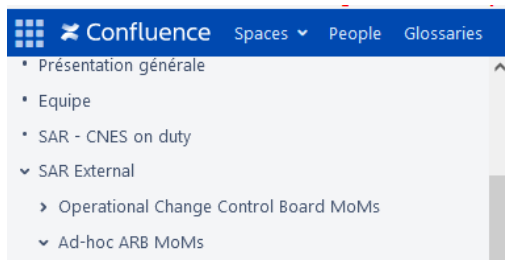 Confluence Spaces People Glossaries
Présentation générale
Equipe
SAR - CNES on duty
SAR External
Operational Change Control Board MoMs
Ad-hoc ARB MoMs